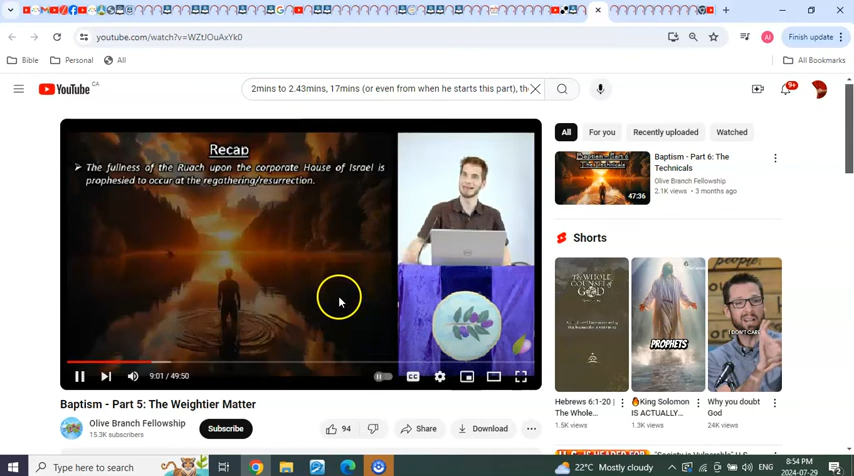 youtube.com/watch?v=WZtJOuAxYk0
Finish update
Bible
Personal
All
All Bookmarks
YouTube CA
2mins to 2.43mins, 17mins (or even from when he starts this part), th
9+
Recap
The fullness of the Ruach upon the corporate House of Israel is
prophesied to occur at the regathering/resurrection.
9:01 / 49:50
Baptism - Part 5: The Weightier Matter
Olive Branch Fellowship
15.3K subscribers
Subscribe
94
Share
Download
All
For you
Recently uploaded
Watched
47:36
Baptism - Part 6: The
Technicals
Olive Branch Fellowship
2.1K views • 3 months ago
Shorts
THE WHOLE
COUNSEL OF
GOD
PROPHETS
I DON'T CARE
Hebrews 6:1-20 |
The Whole...
1.5K views
🔥King Solomon
IS ACTUALLY...
1.3K views
Why you doubt
God
24K views
Type here to search
22°C Mostly cloudy
8:54 PM
2024-07-29